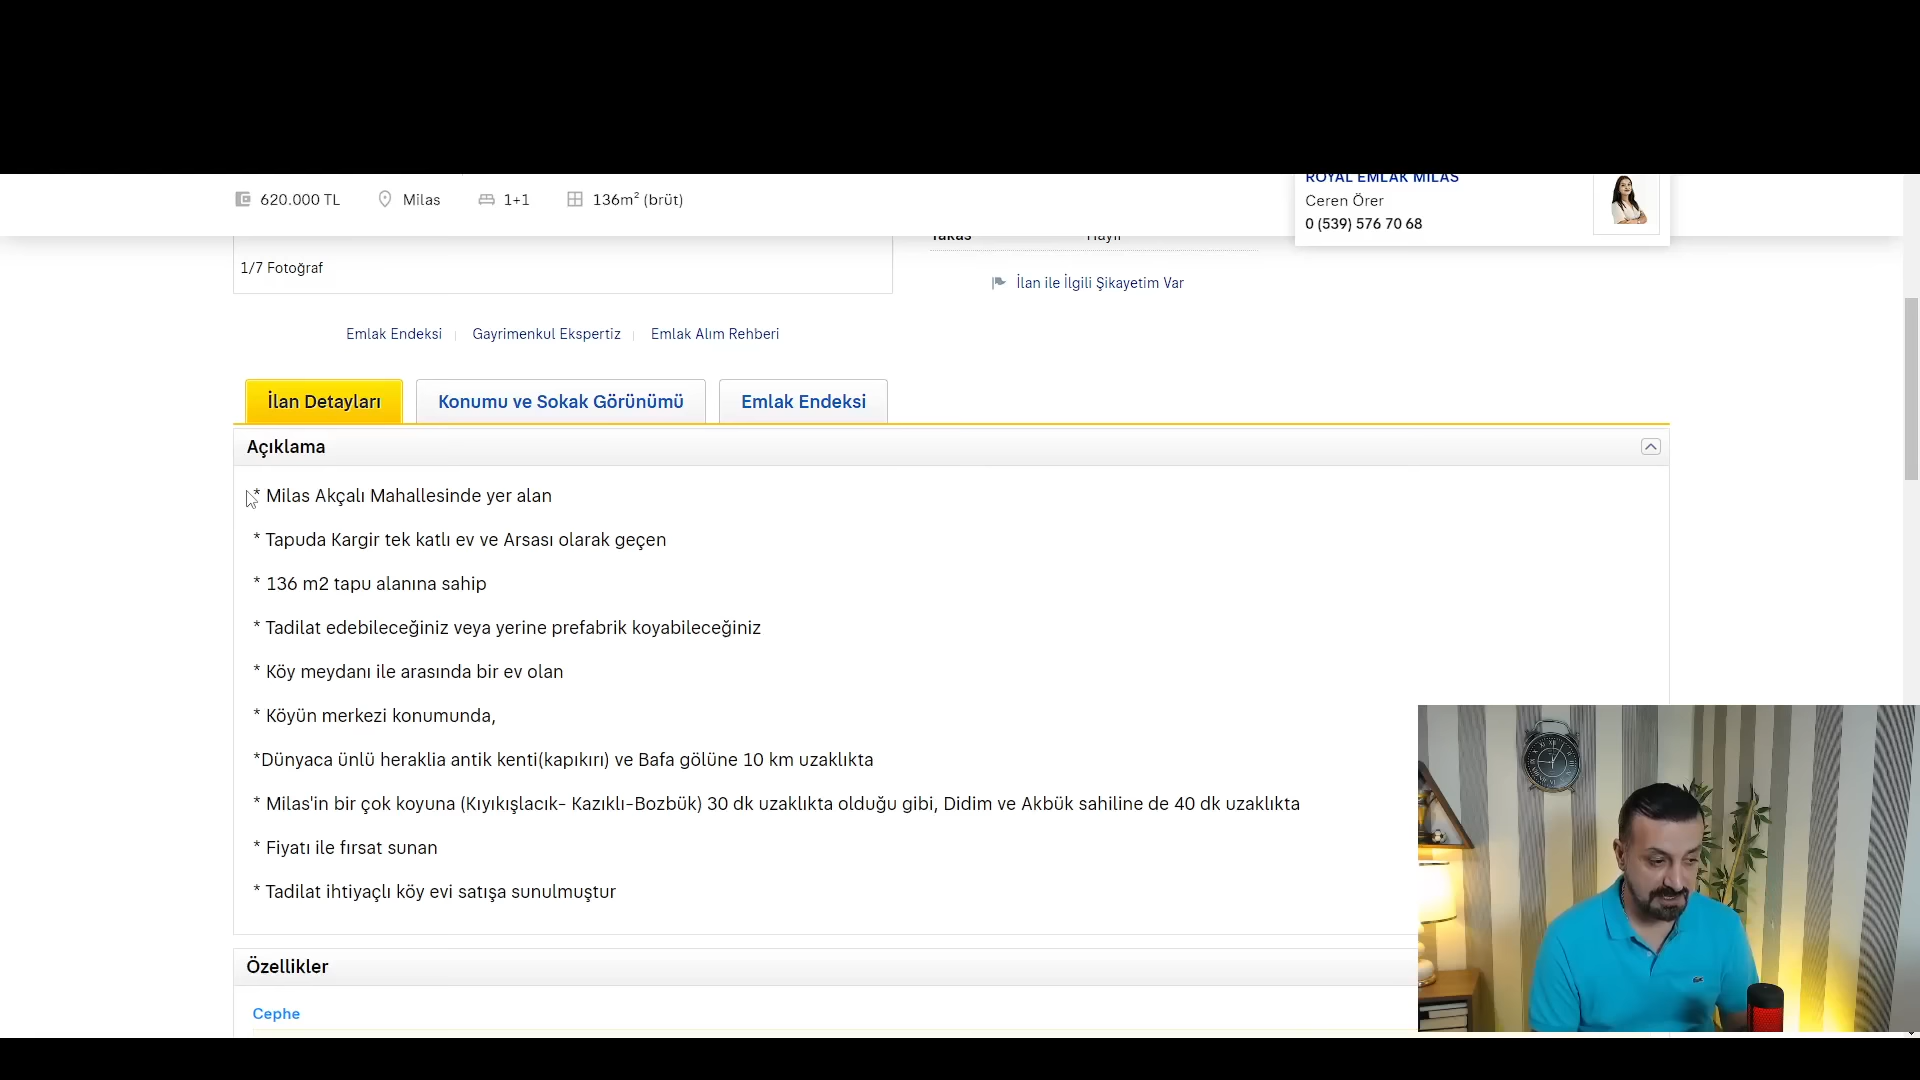 620.000 TL
Milas
1+1
136m² (brüt)
ROYAL EMLAK MİLAS
Ceren Örer
0 (539) 576 70 68
Takas Hayır
1/7 Fotoğraf
İlan ile İlgili Şikayetim Var
Emlak Endeksi
Gayrimenkul Ekspertiz
Emlak Alım Rehberi
İlan Detayları
Konumu ve Sokak Görünümü
Emlak Endeksi
Açıklama
* Milas Akçalı Mahallesinde yer alan
* Tapuda Kargir tek katlı ev ve Arsası olarak geçen
* 136 m2 tapu alanına sahip
* Tadilat edebileceğiniz veya yerine prefabrik koyabileceğiniz
* Köy meydanı ile arasında bir ev olan
* Köyün merkezi konumunda,
*Dünyaca ünlü heraklia antik kenti(kapıkırı) ve Bafa gölüne 10 km uzaklıkta
* Milas'in bir çok koyuna (Kıyıkışlacık- Kazıklı-Bozbük) 30 dk uzaklıkta olduğu gibi, Didim ve Akbük sahiline de 40 dk uzaklıkta
* Fiyatı ile fırsat sunan
* Tadilat ihtiyaçlı köy evi satışa sunulmuştur
Özellikler
Cephe